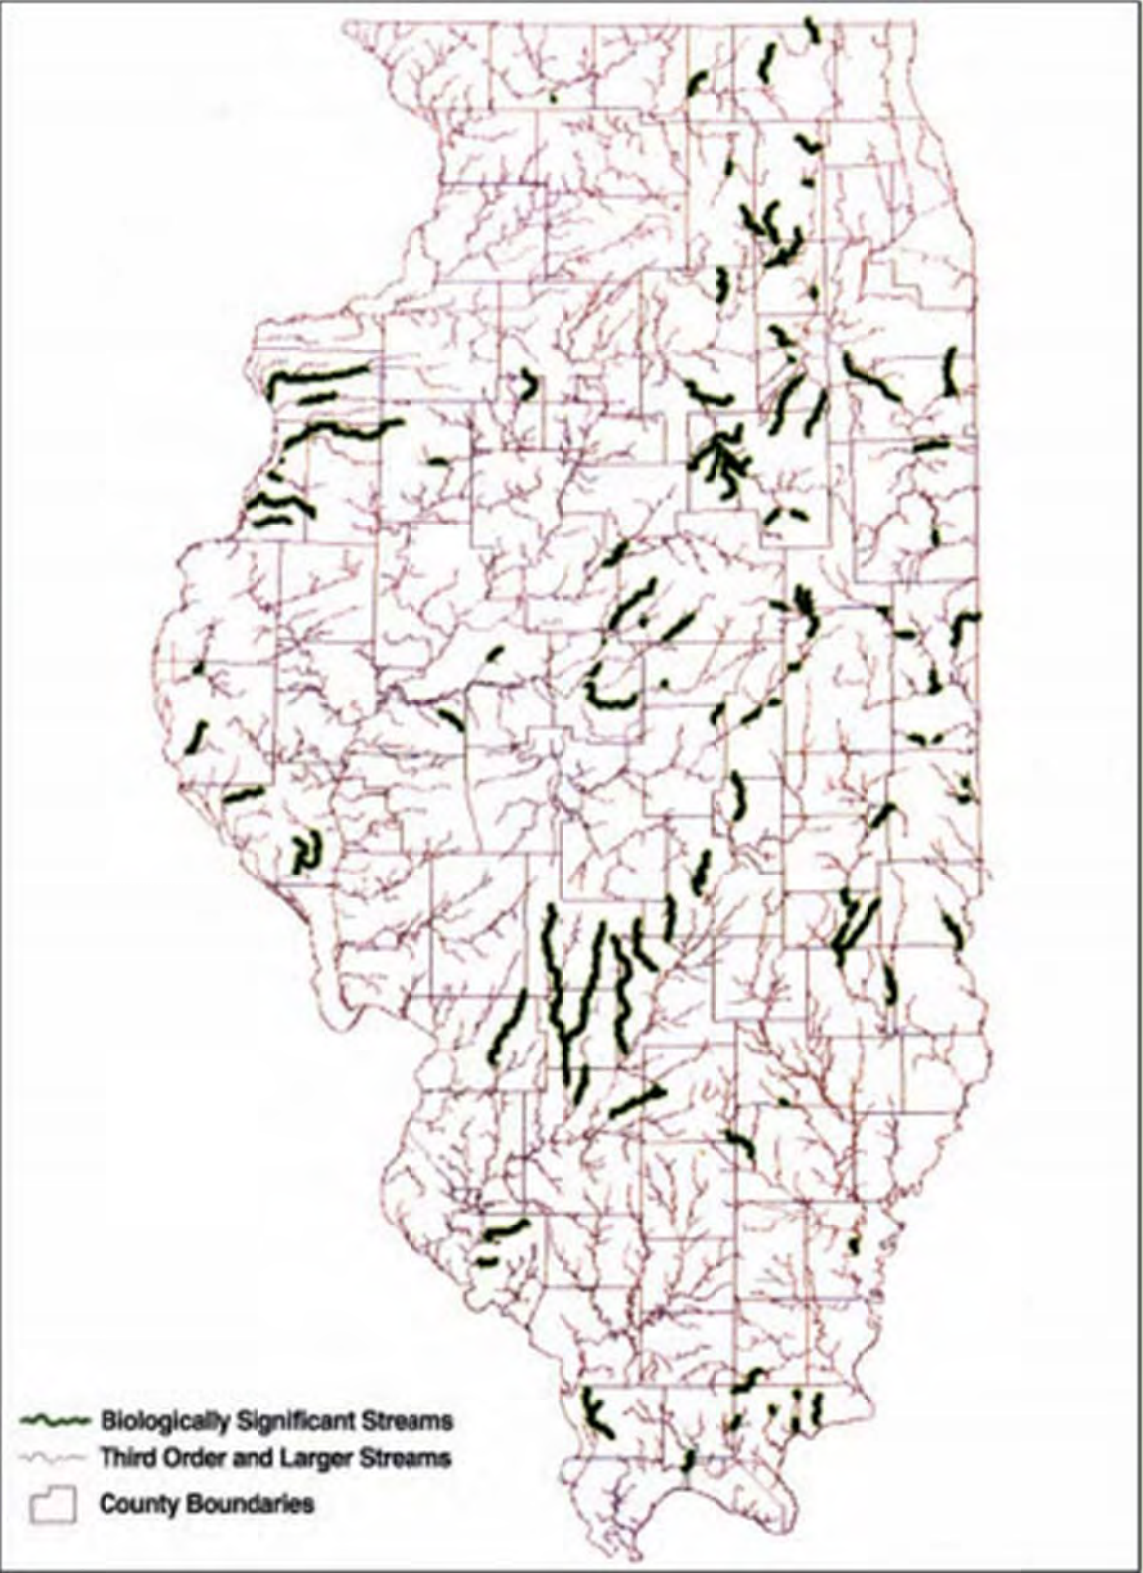 Biologically Significant Streams
Third Order and Larger Streams
County Boundaries